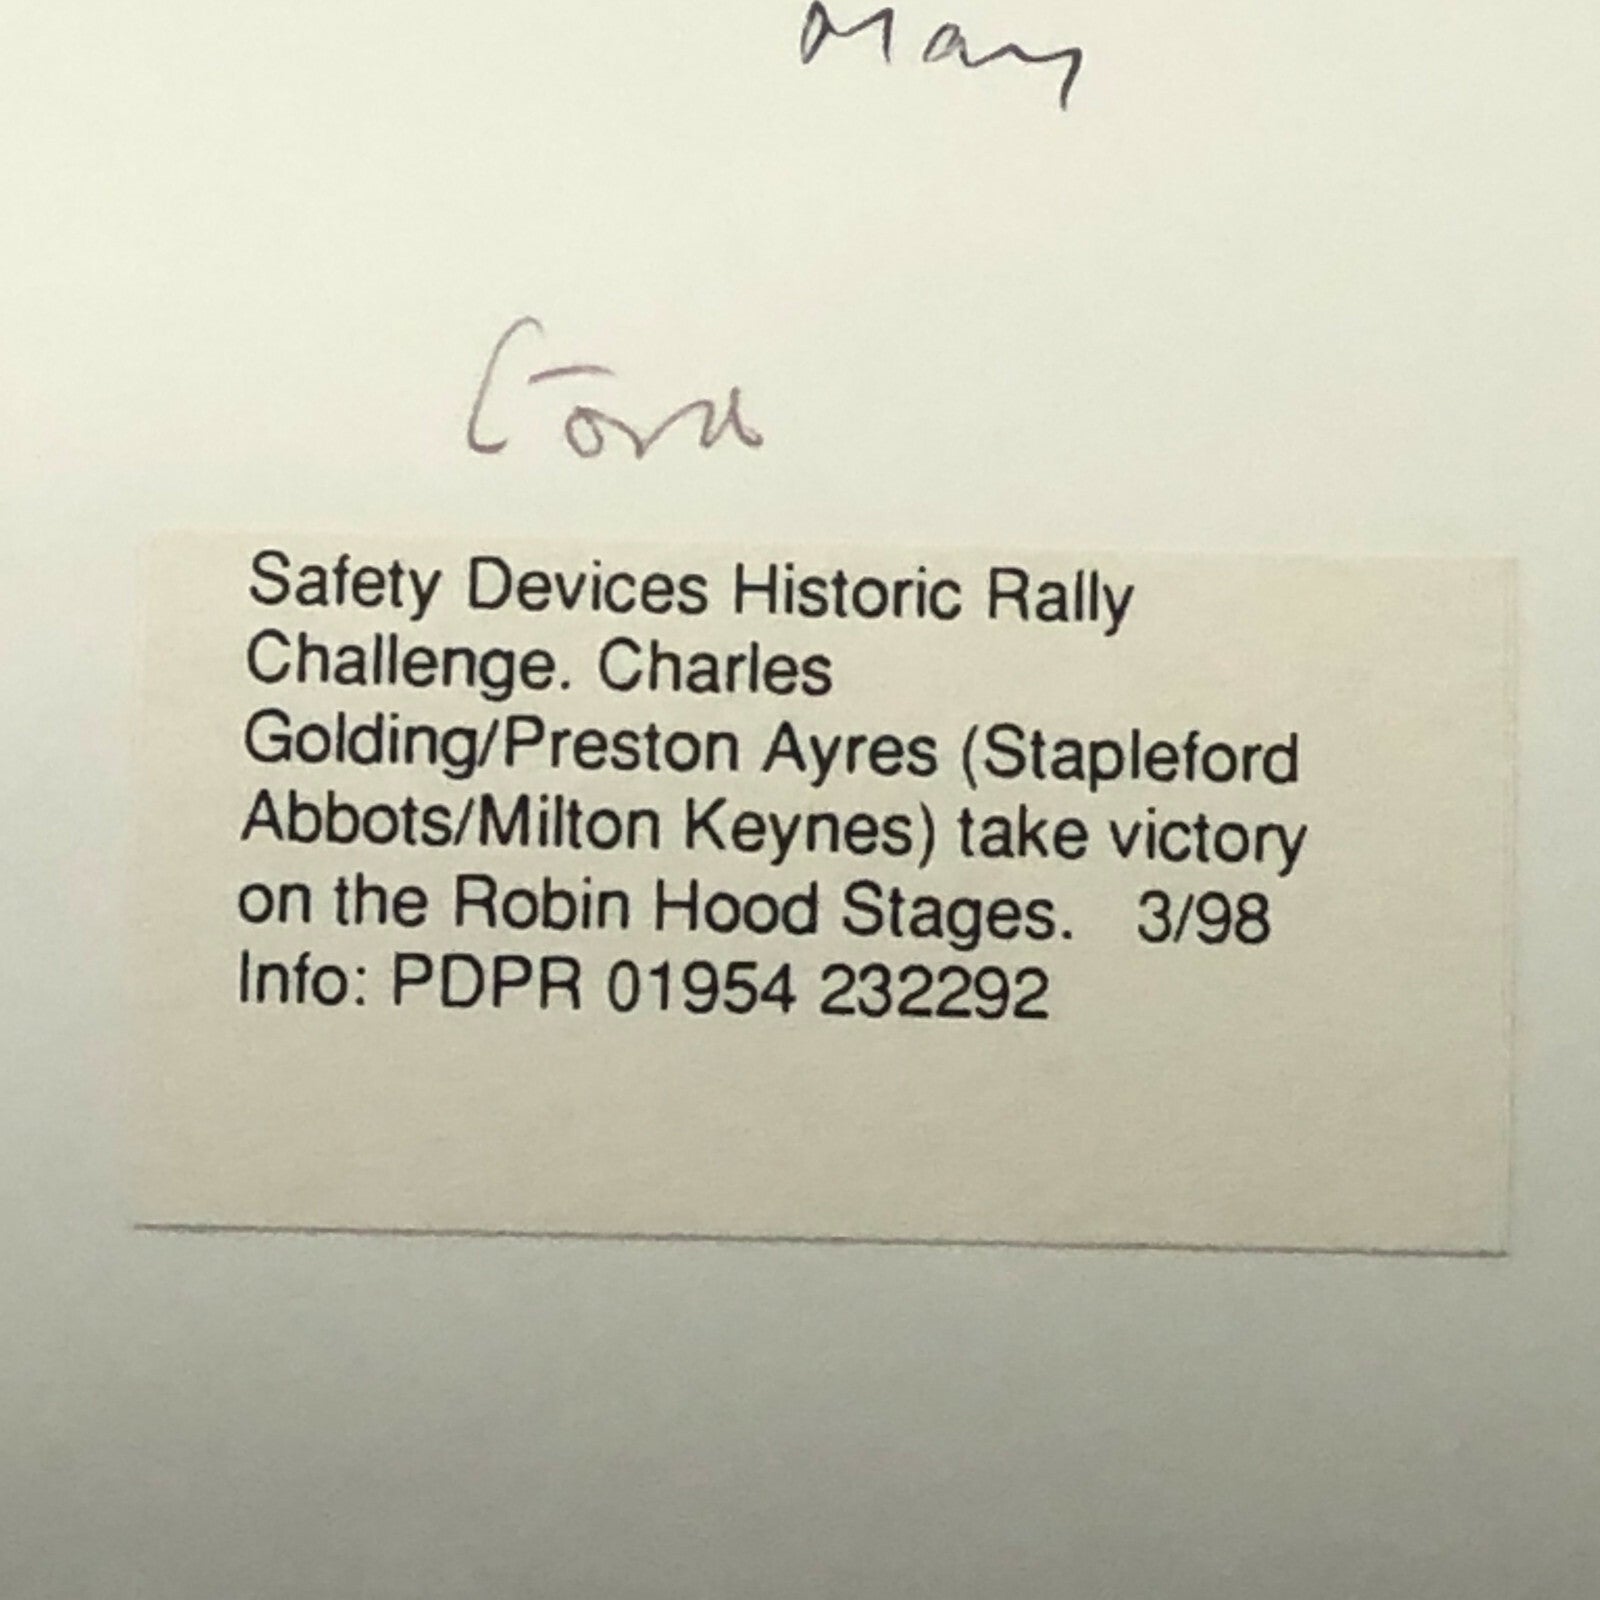 May
Ford
Safety Devices Historic Rally
Challenge. Charles
Golding/Preston Ayres (Stapleford
Abbots/Milton Keynes) take victory
on the Robin Hood Stages. 3/98
Info: PDPR 01954 232292